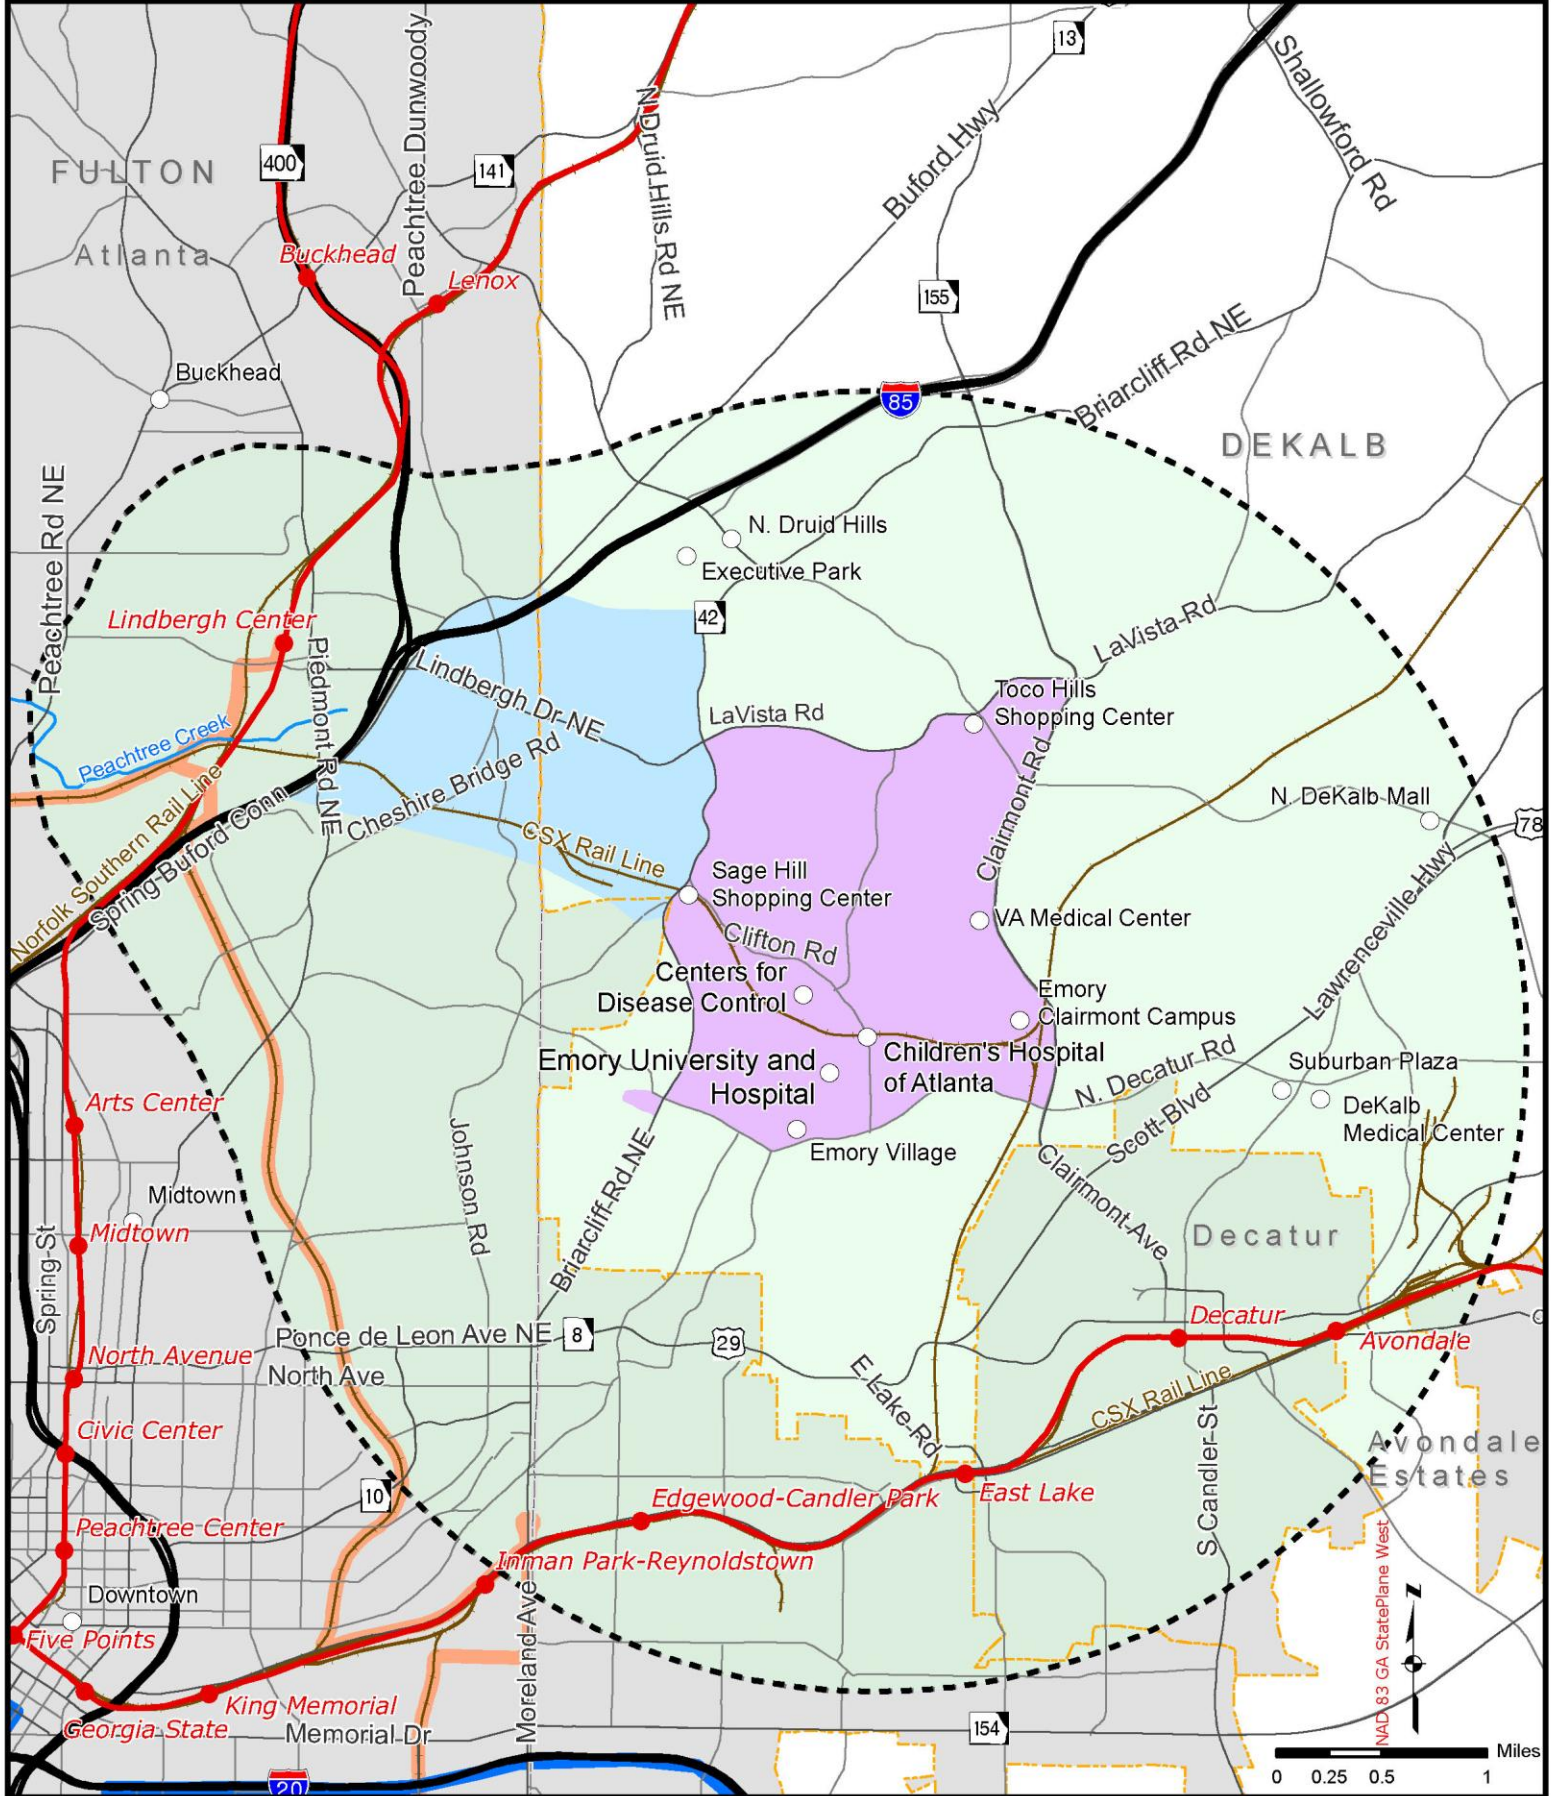 13
Shallowford Rd
Peachtree Dunwoody
N Druid Hills Rd NE
Buford Hwy
400
141
FULTON
Atlanta
Buckhead
Lenox
155
Briarcliff Rd NE
Buckhead
85
DEKALB
Peachtree Rd NE
N. Druid Hills
Executive Park
42
Lindbergh Center
LaVista Rd
Piedmont Rd NE
Lindbergh Dr NE
Toco Hills
Shopping Center
LaVista Rd
Peachtree Creek
Cheshire Bridge Rd
Clairmont Rd
N. DeKalb Mall
78
Norfolk Southern Rail Line
Spring-Buford Conn
CSX Rail Line
Sage Hill
Shopping Center
Lawrenceville Hwy
VA Medical Center
Clifton Rd
Centers for
Disease Control
Emory
Clairmont Campus
Emory University and
Hospital
Children's Hospital
of Atlanta
N. Decatur Rd
Suburban Plaza
DeKalb
Medical Center
Arts Center
Scott Blvd
Emory Village
Johnson Rd
Briarcliff Rd NE
Clairmont Ave
Midtown
Midtown
Decatur
Spring St
Ponce de Leon Ave NE
8
29
Decatur
Avondale
North Avenue
North Ave
E Lake Rd
CSX Rail Line
S Candler St
Civic Center
Avondale
Estates
10
Edgewood-Candler Park
East Lake
Peachtree Center
Inman Park-Reynoldstown
Downtown
Moreland Ave
Five Points
King Memorial
Georgia State
Memorial Dr
154
20
NAD 83 GA StatePlane West
N
Miles
0 0.25 0.5 1